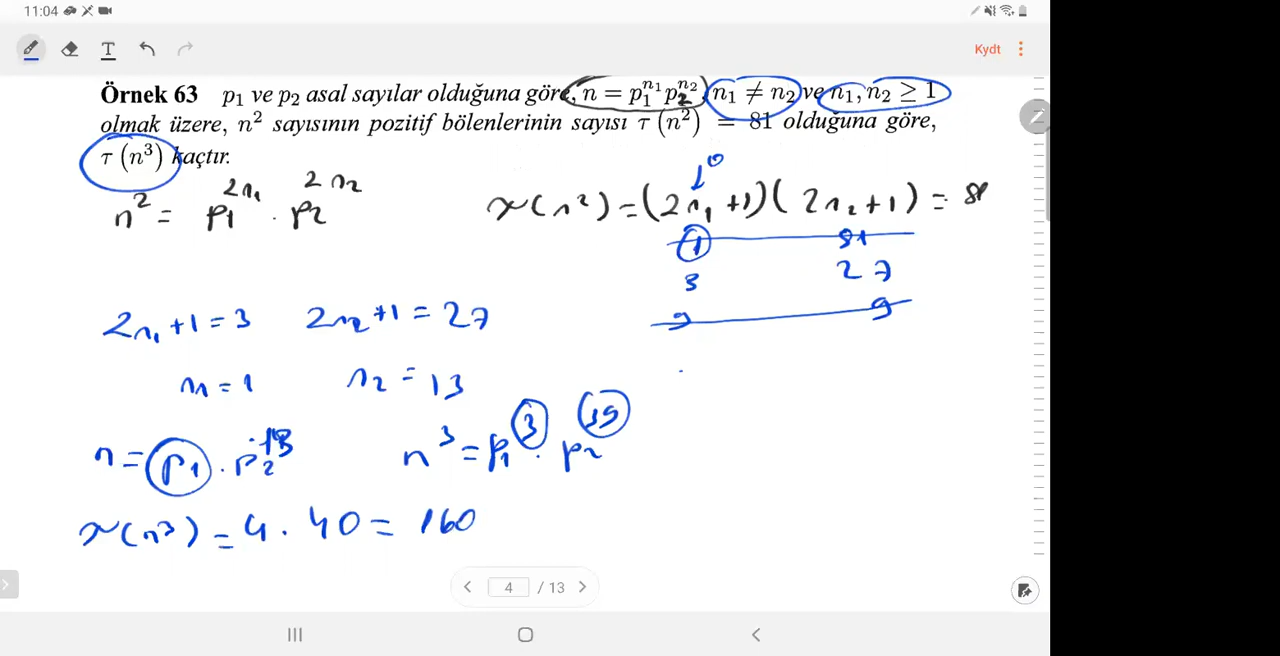 11:04
T
Kydt
Örnek 63 p₁ ve p₂ asal sayılar olduğuna göre, n = p₁^{n₁} p₂^{n₂}, n₁ ≠ n₂ ve n₁, n₂ ≥ 1
olmak üzere, n² sayısının pozitif bölenlerinin sayısı τ (n²) = 81 olduğuna göre,
τ (n³) kaçtır.
n² = p₁^{2n₁} · p₂^{2n₂}
τ(n²) = (2n₁+1)(2n₂+1) = 81
0
1 81
3 27
9 9
2n₁+1=3 2n₂+1=27
n₁=1 n₂=13
n=p₁·p₂^{13} n³=p₁^{3}·p₂^{39}
τ(n³)=4·40=160
4 / 13